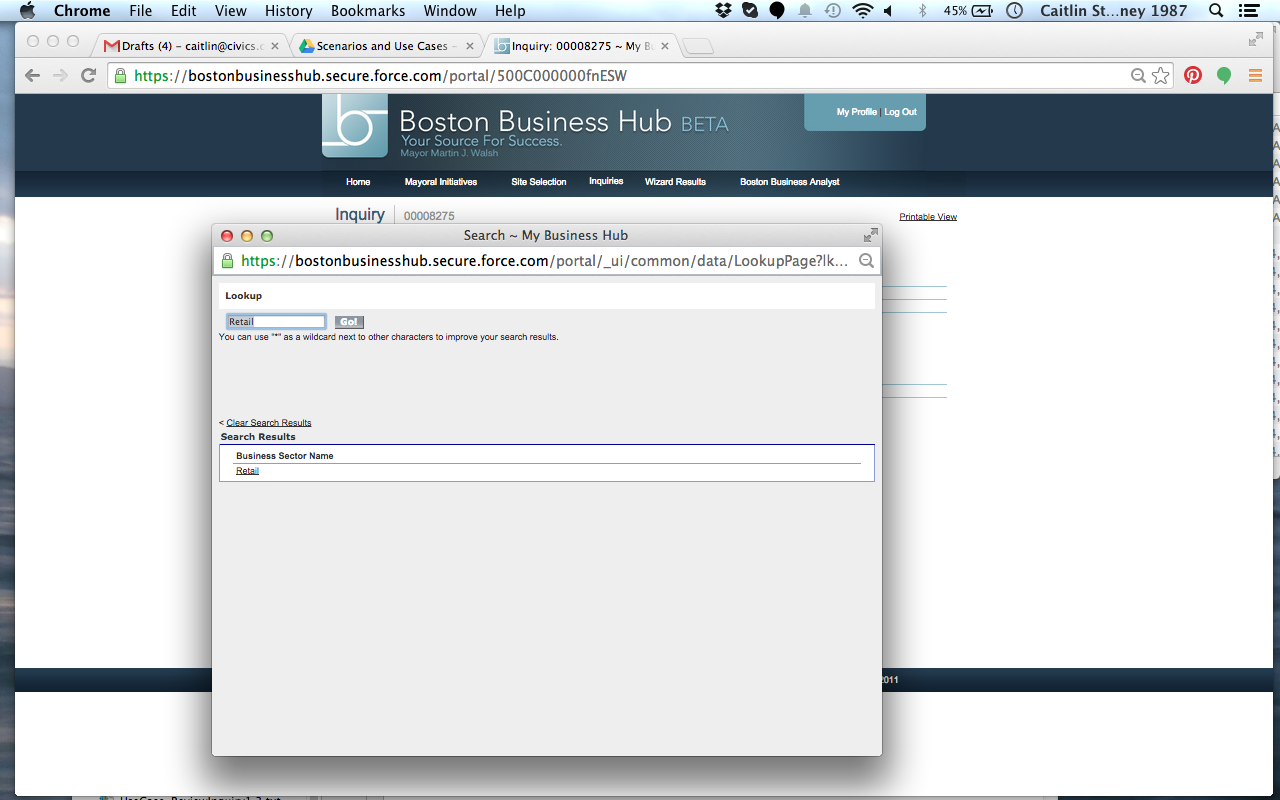 Chrome File Edit View History Bookmarks Window Help 45% Caitlin St...ney 1987
Drafts (4) – caitlin@civics. Scenarios and Use Cases – Inquiry: 00008275 ~ My B
https://bostonbusinesshub.secure.force.com/portal/500C000000fnESW
My Profile | Log Out
Boston Business Hub BETA
Your Source For Success.
Mayor Martin J. Walsh
Home Mayoral Initiatives Site Selection Inquiries Wizard Results Boston Business Analyst
Inquiry 00008275 Printable View
Search ~ My Business Hub
https://bostonbusinesshub.secure.force.com/portal/_ui/common/data/LookupPage?lk...
Lookup
Retail Go!
You can use "*" as a wildcard next to other characters to improve your search results.
< Clear Search Results
Search Results
Business Sector Name
Retail
2011